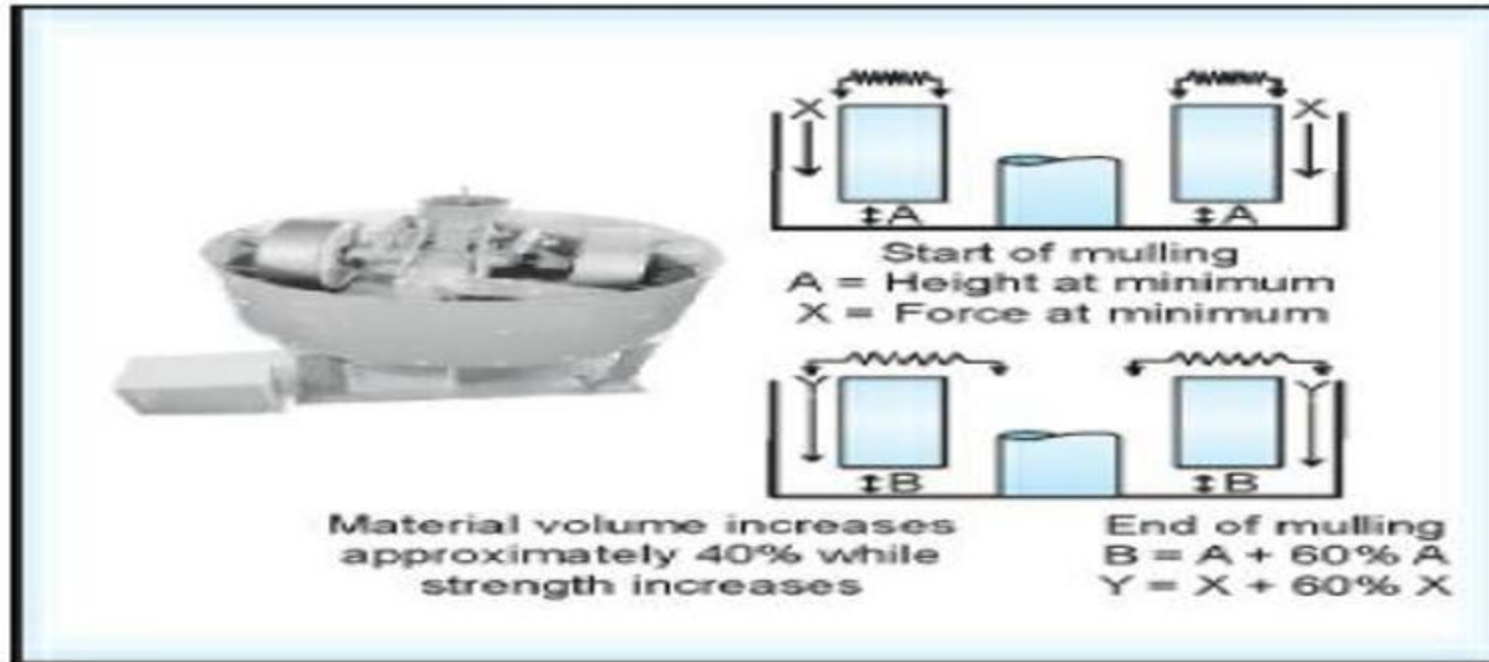 X
X
A
A
Start of mulling
A = Height at minimum
X = Force at minimum
Y
Y
B
B
Material volume increases
approximately 40% while
strength increases
End of mulling
B = A + 60% A
Y = X + 60% X